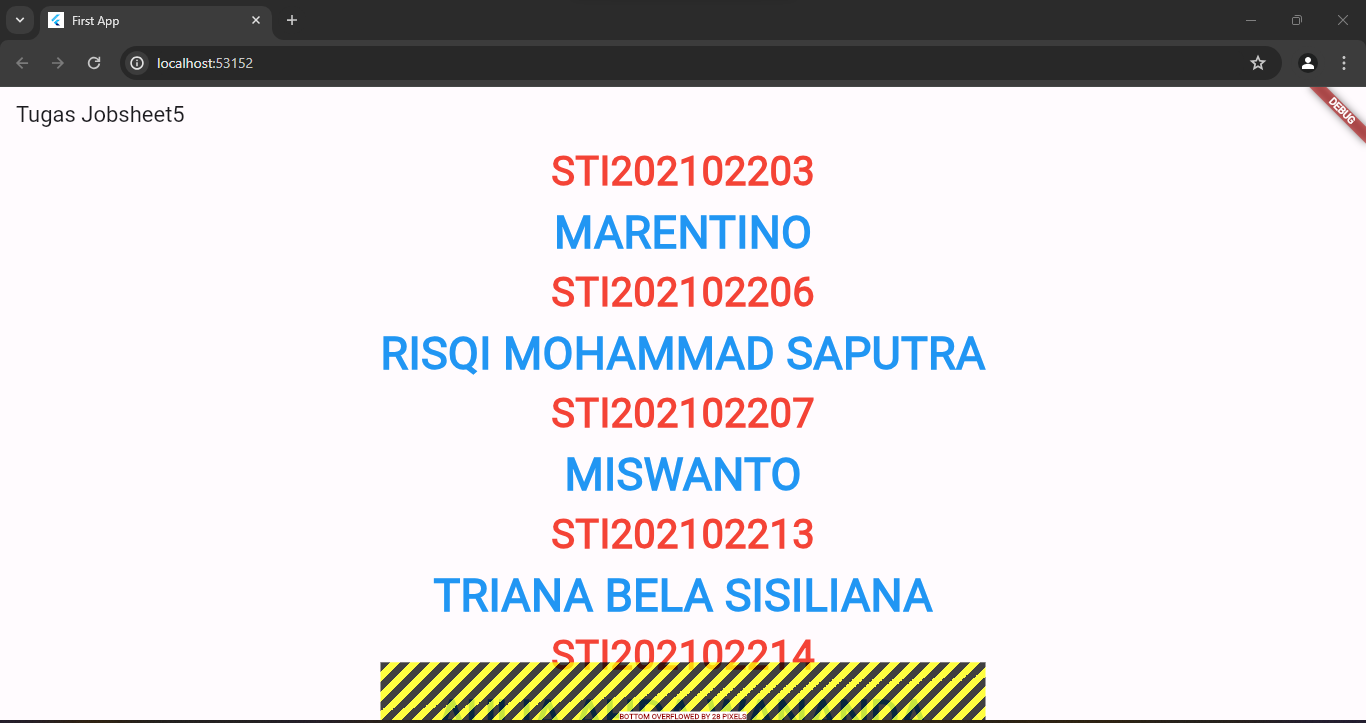 First App
localhost:53152
Tugas Jobsheet5
DEBUG
STI202102203
MARENTINO
STI202102206
RISQI MOHAMMAD SAPUTRA
STI202102207
MISWANTO
STI202102213
TRIANA BELA SISILIANA
STI202102214
BOTTOM OVERFLOWED BY 28 PIXELS